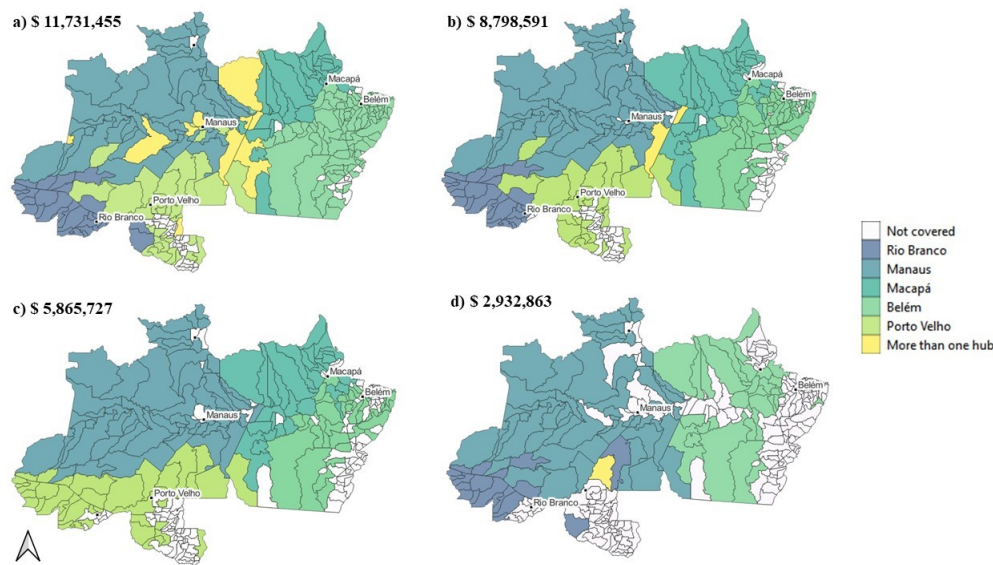 a) $ 11,731,455
Macapá
Belém
Manaus
Porto Velho
Rio Branco
b) $ 8,798,591
Macapá
Belém
Manaus
Porto Velho
Rio Branco
Not covered
Rio Branco
Manaus
Macapá
Belém
Porto Velho
More than one hub
c) $ 5,865,727
Macapá
Belém
Manaus
Porto Velho
d) $ 2,932,863
Belém
Manaus
Rio Branco